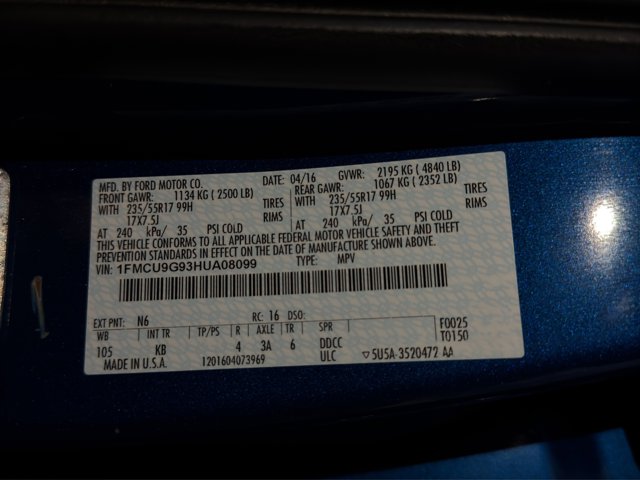 MFD. BY FORD MOTOR CO. DATE: 04/16 GVWR: 2195 KG ( 4840 LB)
FRONT GAWR: 1134 KG ( 2500 LB) REAR GAWR: 1067 KG ( 2352 LB)
WITH 235/55R17 99H TIRES WITH 235/55R17 99H TIRES
17X7.5J RIMS 17X7.5J RIMS
AT 240 kPa/ 35 PSI COLD AT 240 kPa/ 35 PSI COLD
THIS VEHICLE CONFORMS TO ALL APPLICABLE FEDERAL MOTOR VEHICLE SAFETY AND THEFT
PREVENTION STANDARDS IN EFFECT ON THE DATE OF MANUFACTURE SHOWN ABOVE.
VIN: 1FMCU9G93HUA08099 TYPE: MPV
EXT PNT: N6 RC: 16 DSO: F0025
WB INT TR TP/PS R AXLE TR SPR T0150
105 KB 4 3A 6 DDCC
MADE IN U.S.A. 1201604073969 ULC ▽5U5A-3520472 AA